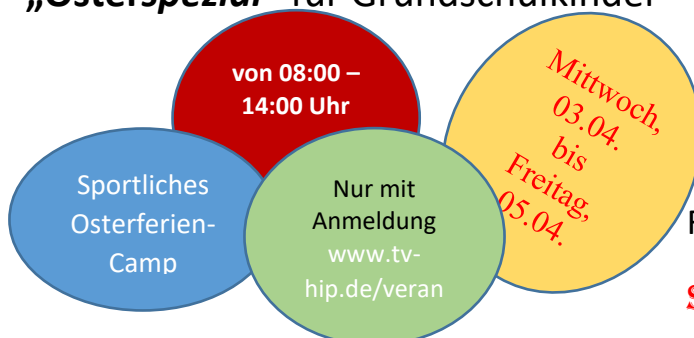 „Osterspezial“ für Grundschulkinder
von 08:00 –
14:00 Uhr
Mittwoch,
03.04.
bis
Freitag,
05.04.
Sportliches
Osterferien-
Camp
Nur mit
Anmeldung
www.tv-
hip.de/veran